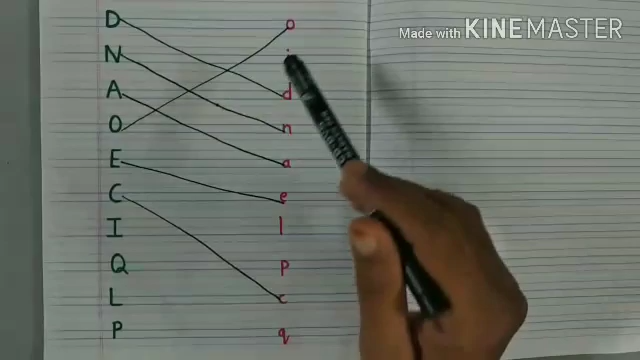 Made with KINEMASTER
D o
N i
A d
O n
E a
C e
I l
Q p
L c
P q